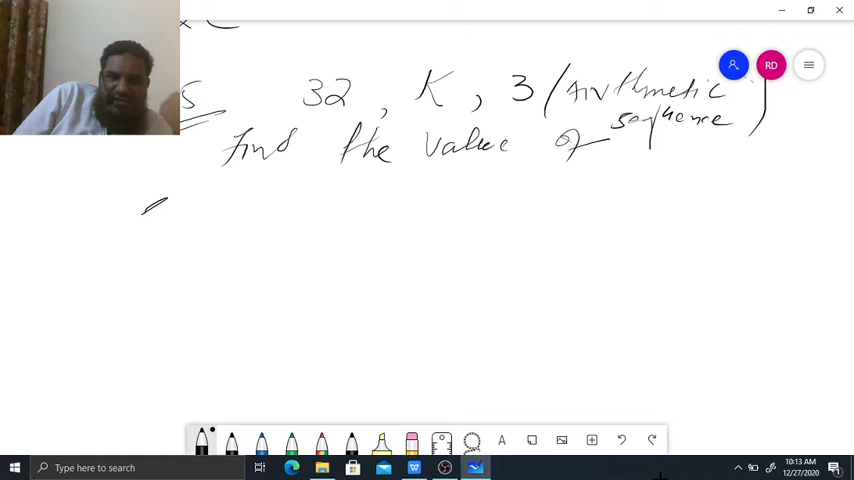 RD
5 32 , K , 3 (arithmetic
sequence)
find the value of
Type here to search
10:13 AM
12/27/2020